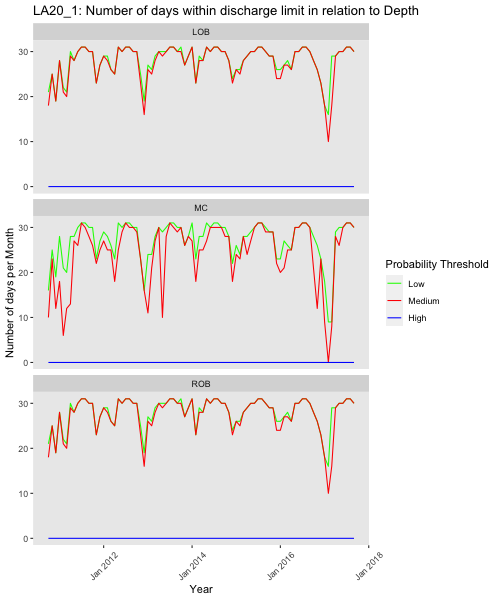 LA20_1: Number of days within discharge limit in relation to Depth
LOB
30
20
10
0
MC
30
20
10
0
ROB
30
20
10
0
Number of days per Month
Jan 2012
Jan 2014
Jan 2016
Jan 2018
Year
Probability Threshold
Low
Medium
High